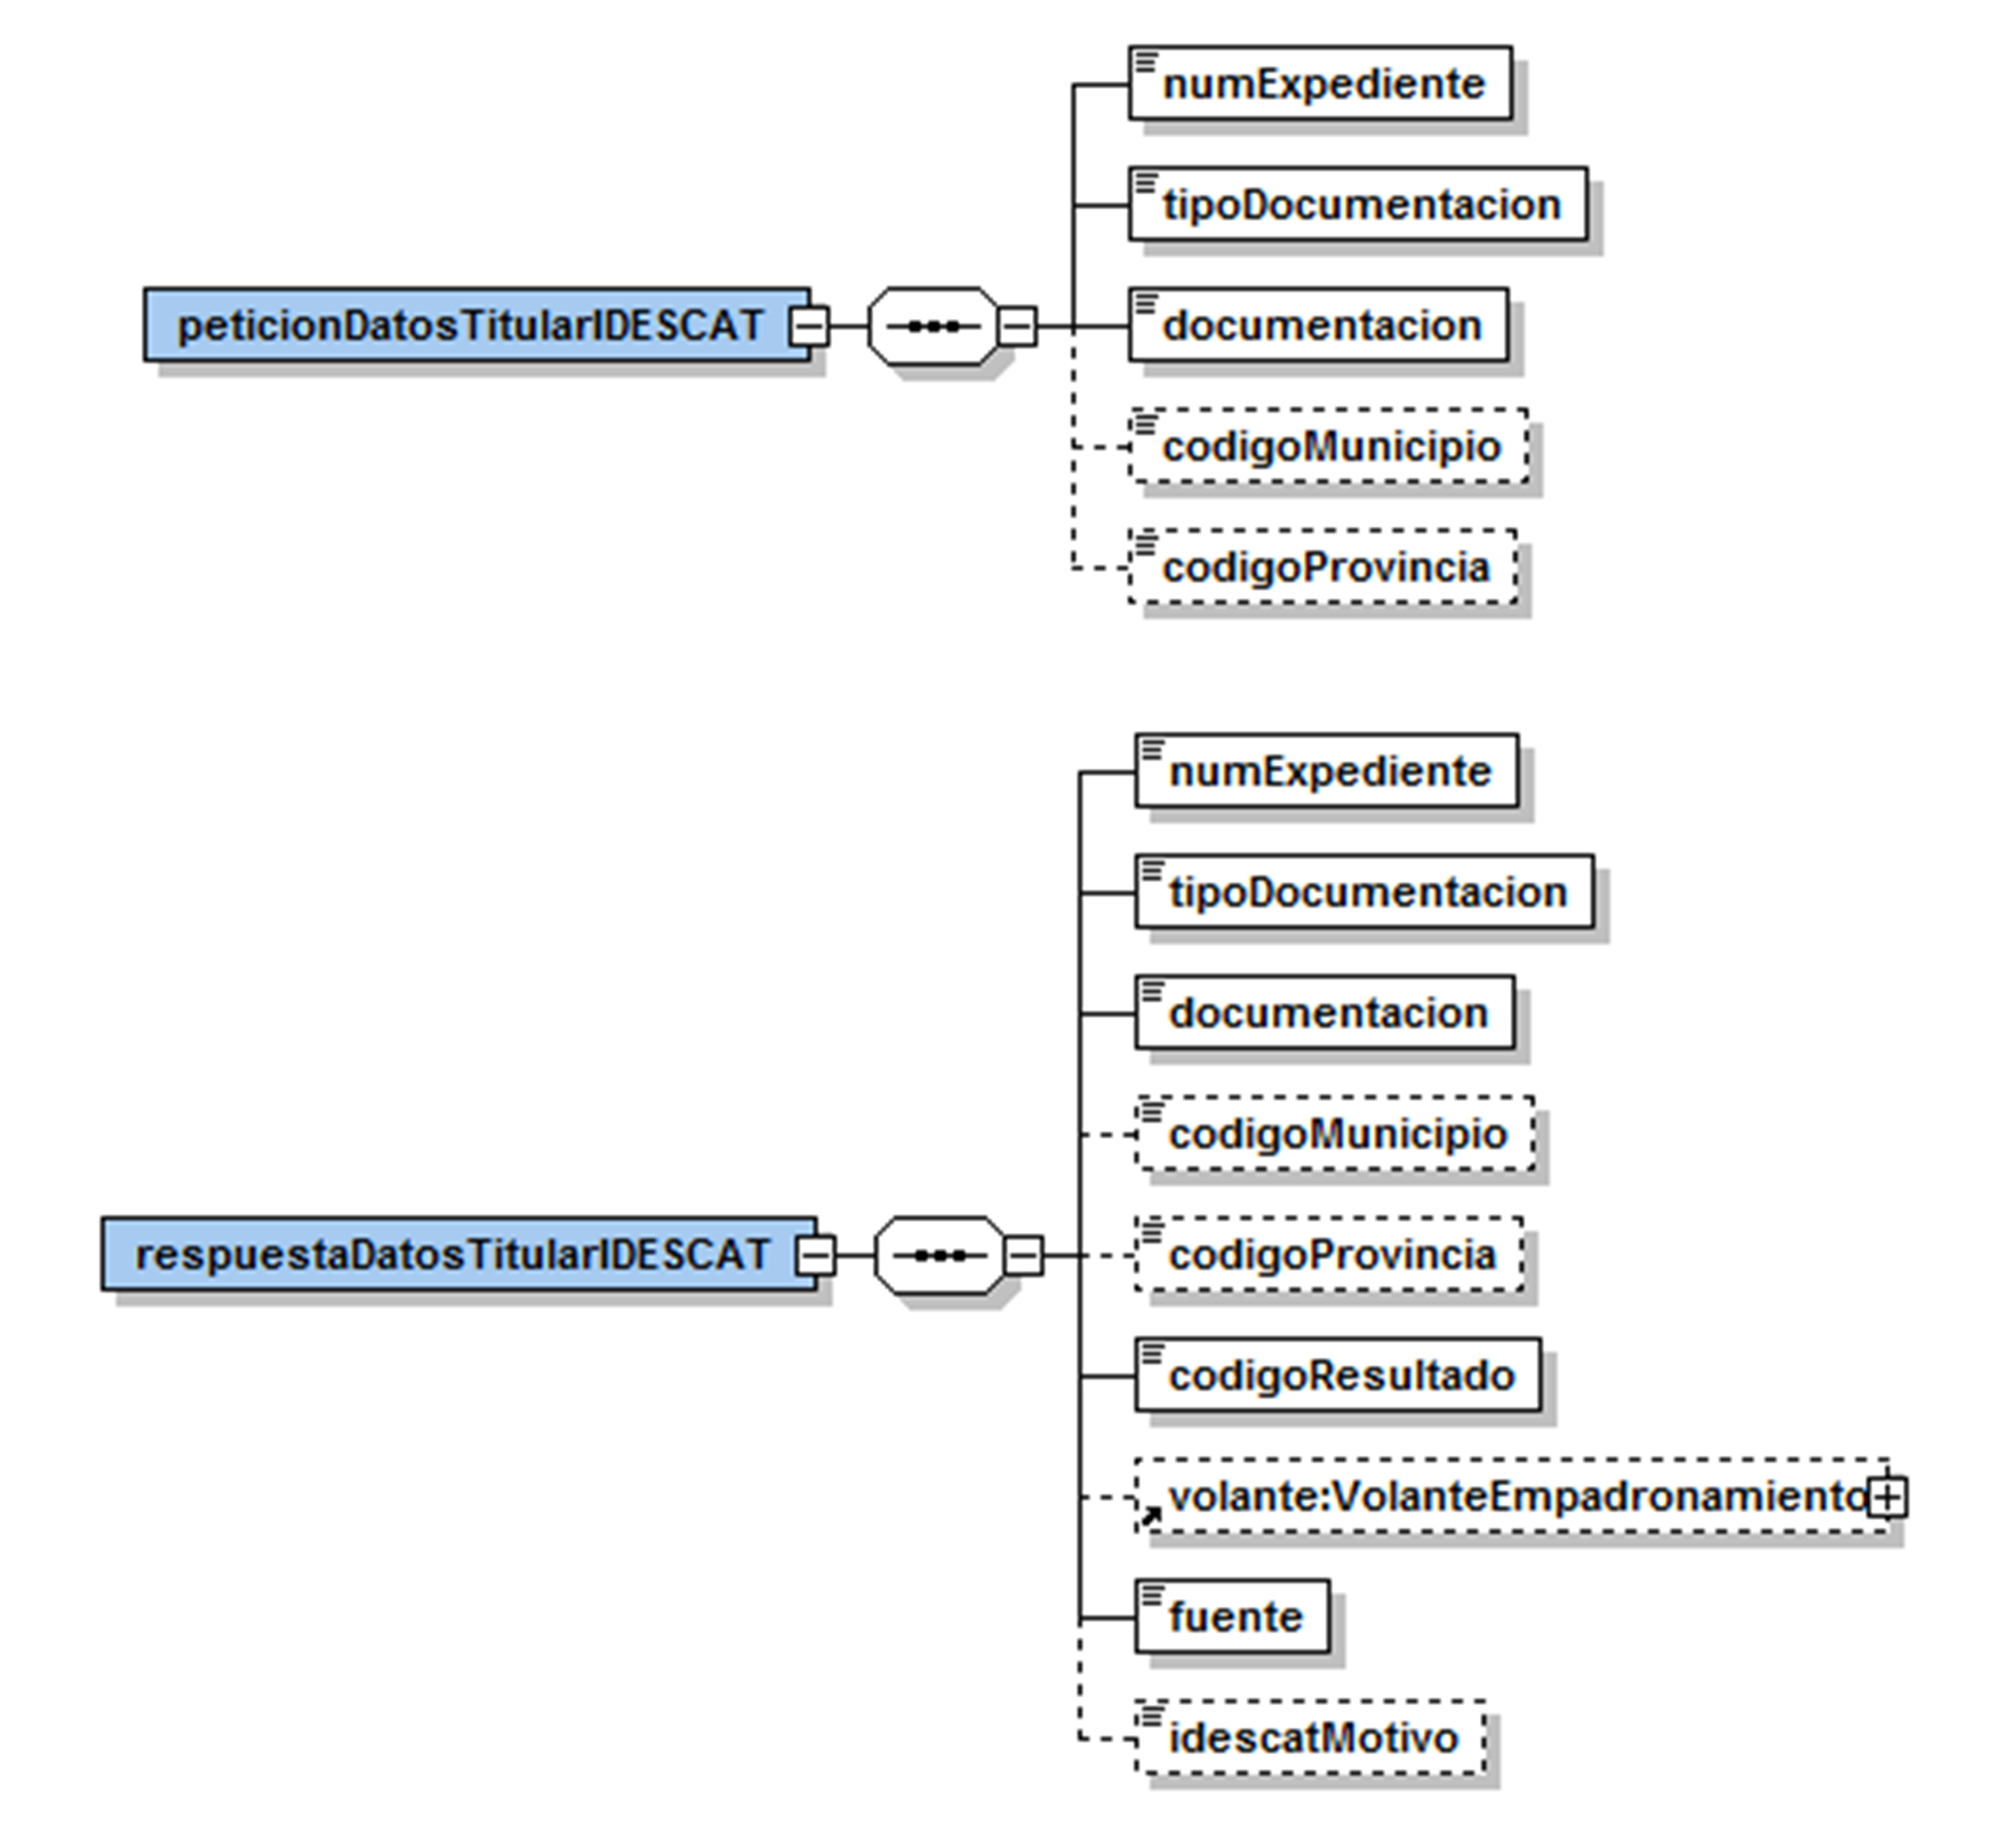 numExpediente
tipoDocumentacion
peticionDatosTitularIDESCAT
documentacion
codigoMunicipio
codigoProvincia
numExpediente
tipoDocumentacion
documentacion
codigoMunicipio
respuestaDatosTitularIDESCAT
codigoProvincia
codigoResultado
volante:VolanteEmpadronamiento
fuente
idescatMotivo